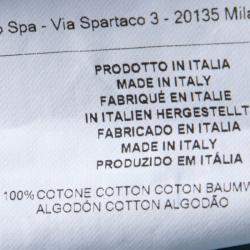 Spa - Via Spartaco 3 - 20135 Mila
PRODOTTO IN ITALIA
MADE IN ITALY
FABRIQUÉ EN ITALIE
IN ITALIEN HERGESTELLT
FABRICADO EN ITALIA
MADE IN ITALY
PRODUZIDO EM ITÁLIA
100% COTONE COTTON COTON BAUMW
ALGODÓN COTTON ALGODÃO